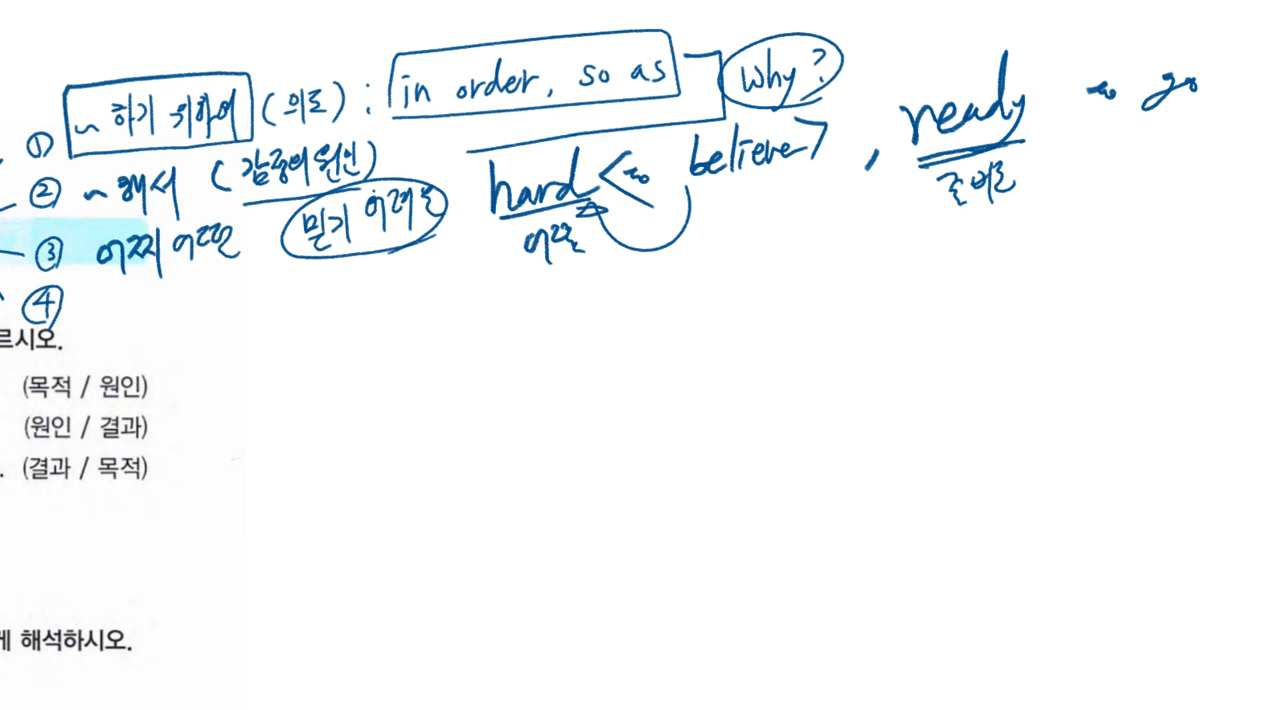 ① ~ 하기 위하여 (의도) : in order, so as why?
② ~ 해서 (감정의 원인)
③ 어찌 어떤 믿기 어려운 hard <to believe>, ready to go
어려운 준비된
④
르시오.
(목적 / 원인)
(원인 / 결과)
. (결과 / 목적)
게 해석하시오.